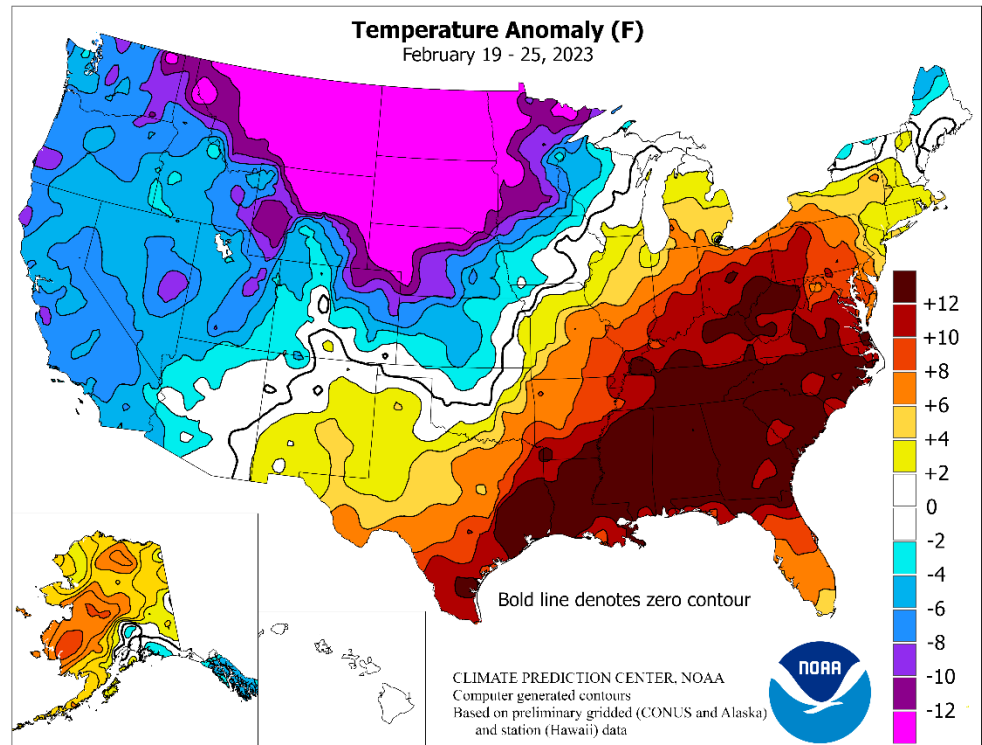 Temperature Anomaly (F)
February 19 - 25, 2023
+12
+10
+8
+6
+4
+2
0
-2
-4
-6
-8
-10
-12
Bold line denotes zero contour
CLIMATE PREDICTION CENTER, NOAA
Computer generated contours
Based on preliminary gridded (CONUS and Alaska)
and station (Hawaii) data
NOAA